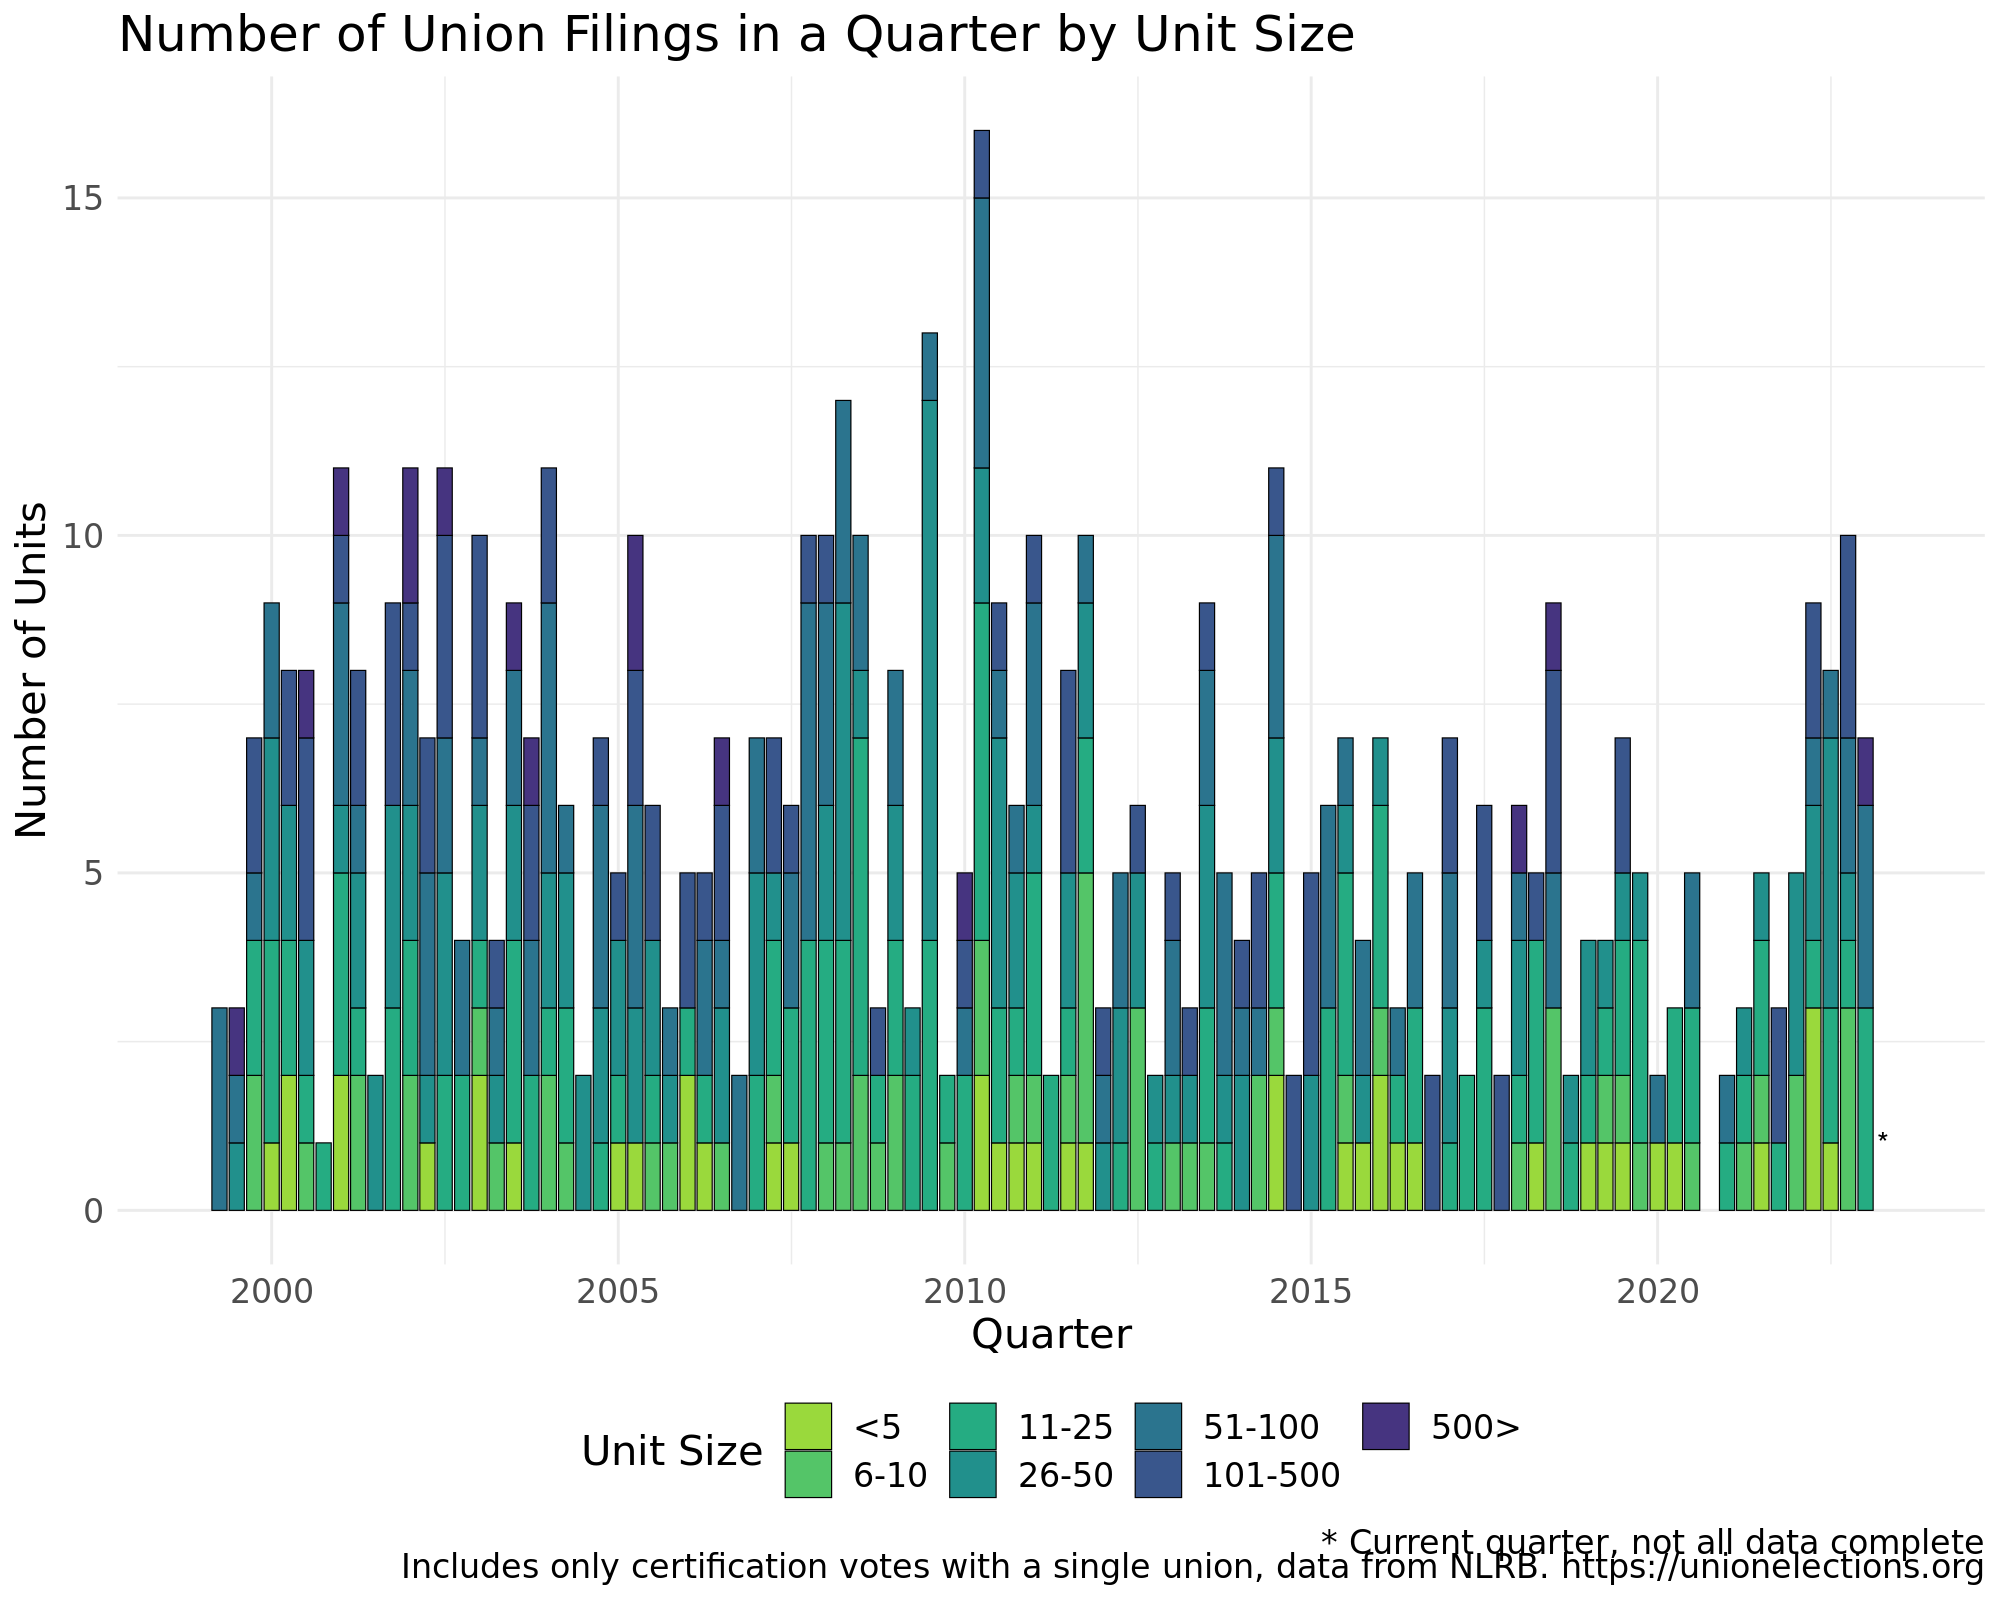 Number of Union Filings in a Quarter by Unit Size
Number of Units
15
10
5
0
*
2000 2005 2010 2015 2020
Quarter
Unit Size
<5 11-25 51-100 500>
6-10 26-50 101-500
* Current quarter, not all data complete
Includes only certification votes with a single union, data from NLRB. https://unionelections.org